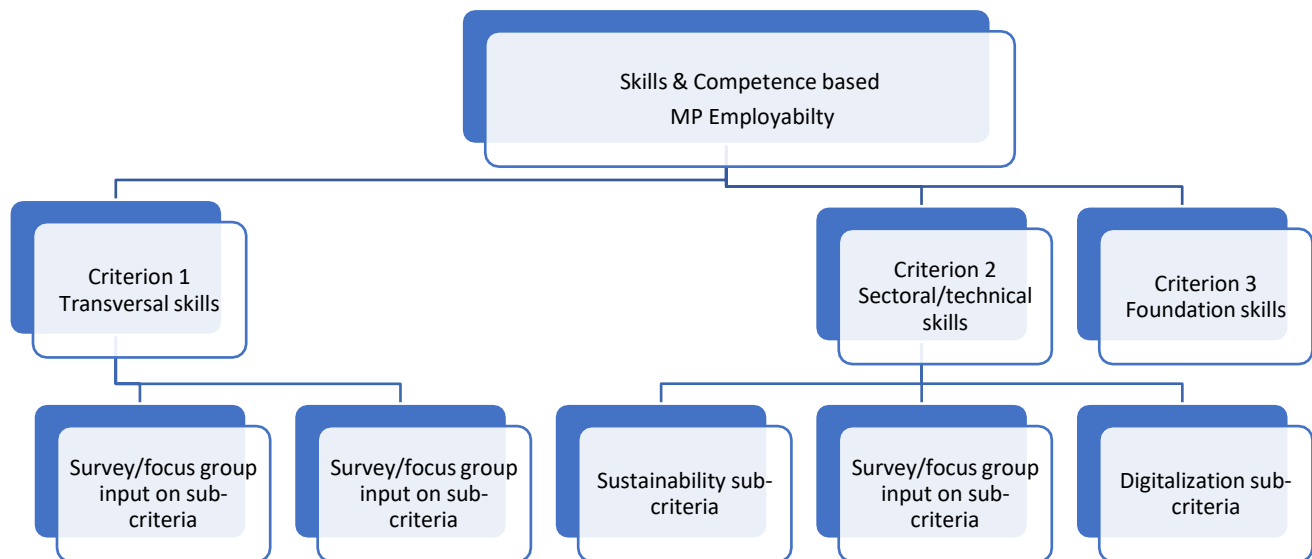 Skills & Competence based
MP Employabilty
Criterion 1
Transversal skills
Criterion 2
Sectoral/technical
skills
Criterion 3
Foundation skills
Survey/focus group
input on sub-
criteria
Survey/focus group
input on sub-
criteria
Sustainability sub-
criteria
Survey/focus group
input on sub-
criteria
Digitalization sub-
criteria